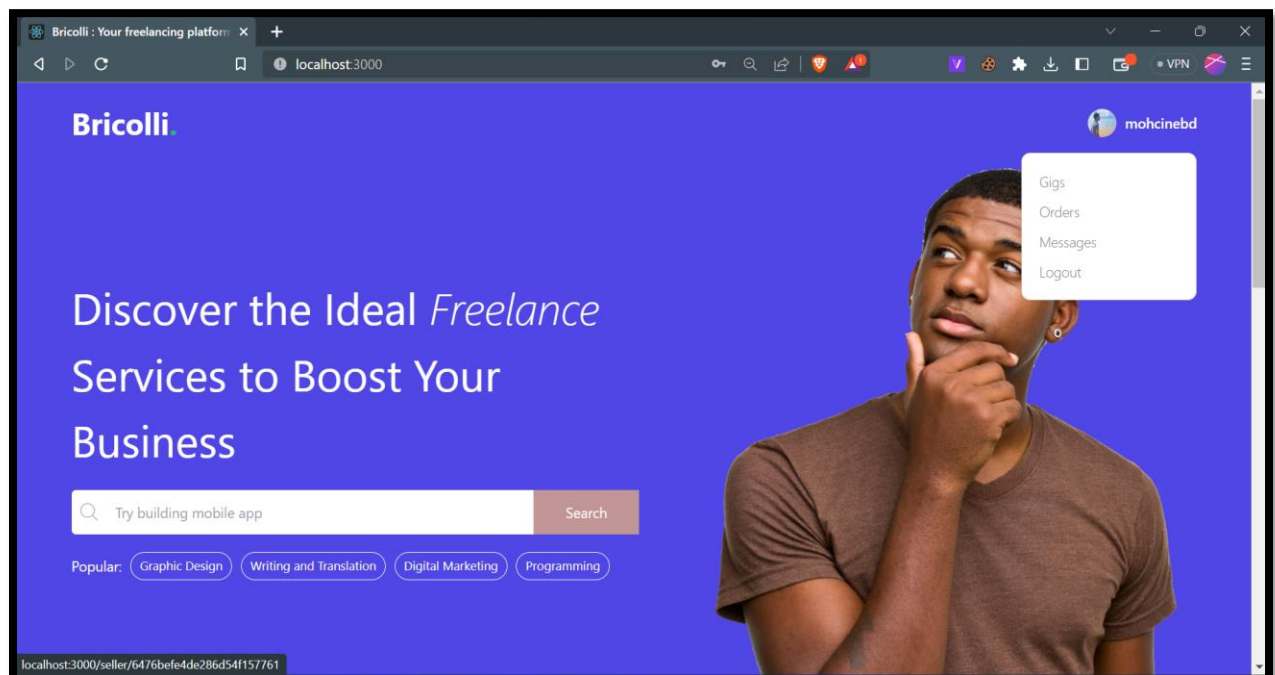 Bricolli : Your freelancing platform
localhost:3000
VPN
Bricolli.
mohcinebd
Gigs
Orders
Messages
Logout
Discover the Ideal Freelance
Services to Boost Your
Business
Try building mobile app
Search
Popular: Graphic Design Writing and Translation Digital Marketing Programming
localhost:3000/seller/6476befe4de286d54f157761